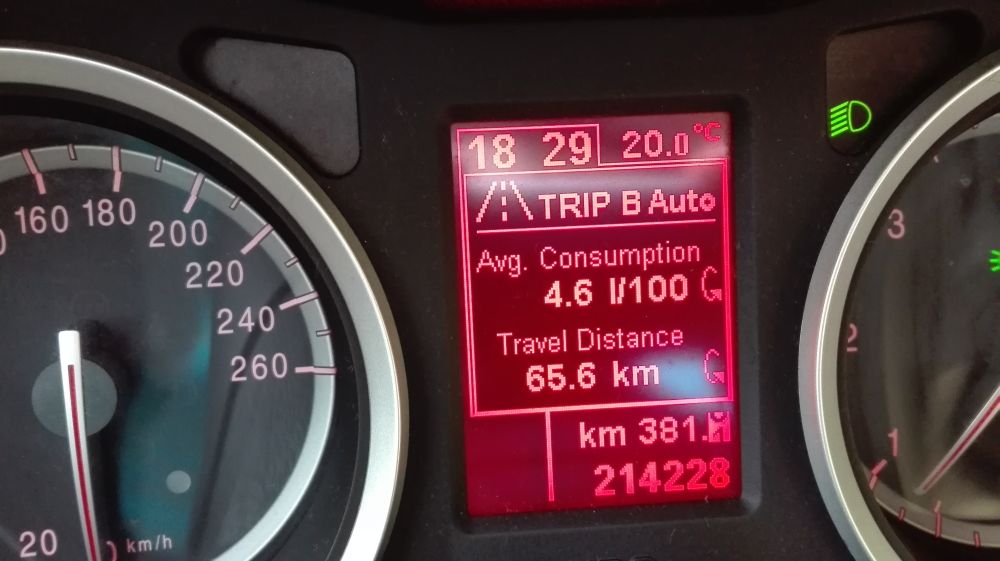 18 29 20.0°C
TRIP B Auto
Avg. Consumption
4.6 l/100
Travel Distance
65.6 km
km 381.
214228
160
180
200
220
240
260
20
km/h
3
2
1